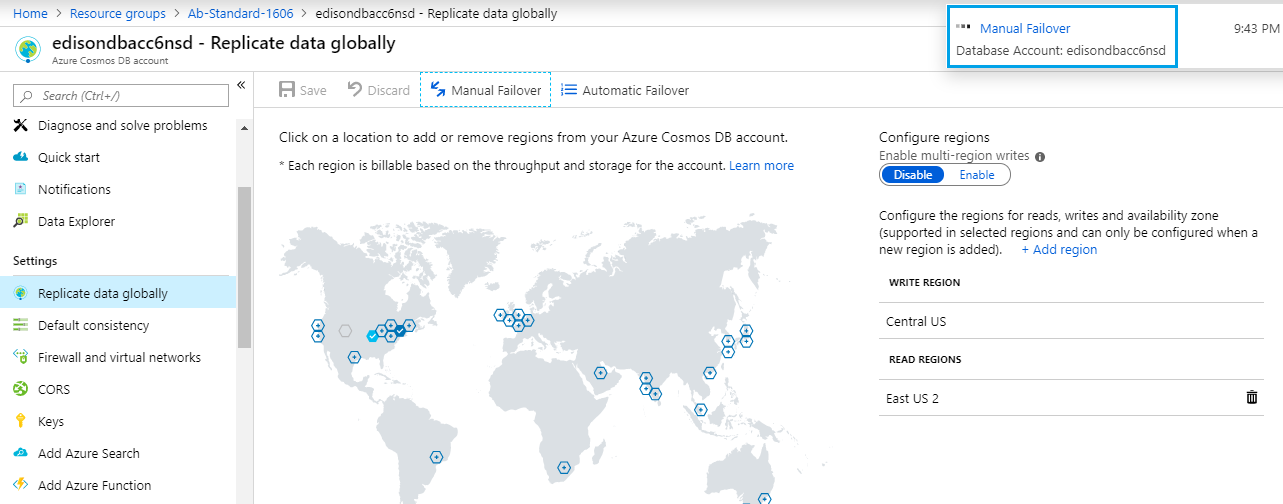 Home > Resource groups > Ab-Standard-1606 > edisondbacc6nsd - Replicate data globally
Manual Failover
9:43 PM
Database Account: edisondbacc6nsd
edisondbacc6nsd - Replicate data globally
Azure Cosmos DB account
Search (Ctrl+/)
«
Save
Discard
Manual Failover
Automatic Failover
Diagnose and solve problems
Quick start
Notifications
Data Explorer
Settings
Replicate data globally
Default consistency
Firewall and virtual networks
CORS
Keys
Add Azure Search
Add Azure Function
Click on a location to add or remove regions from your Azure Cosmos DB account.
* Each region is billable based on the throughput and storage for the account. Learn more
Configure regions
Enable multi-region writes
Disable Enable
Configure the regions for reads, writes and availability zone
(supported in selected regions and can only be configured when a
new region is added). + Add region
WRITE REGION
Central US
READ REGIONS
East US 2